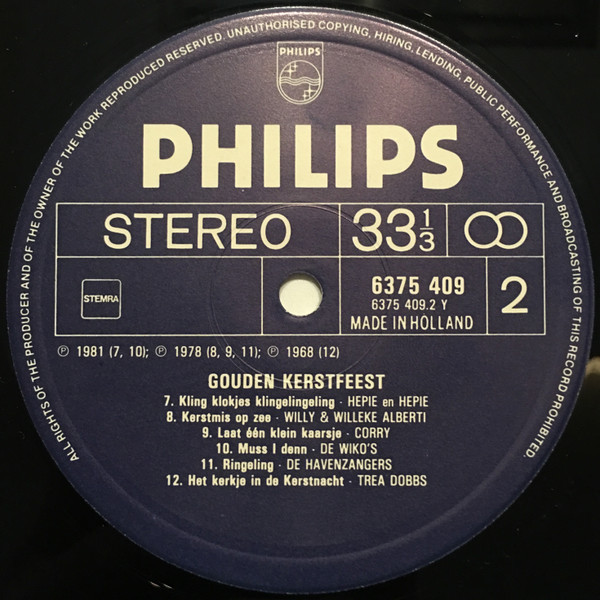 ALL RIGHTS OF THE PRODUCER AND OF THE OWNER OF THE WORK REPRODUCED RESERVED. UNAUTHORISED COPYING, HIRING, LENDING, PUBLIC PERFORMANCE AND BROADCASTING OF THIS RECORD PROHIBITED.
PHILIPS
PHILIPS
STEREO 33 1/3
STEMRA 6375 409 2
6375 409.2 Y
MADE IN HOLLAND
℗ 1981 (7, 10); ℗ 1978 (8, 9, 11); ℗ 1968 (12)
GOUDEN KERSTFEEST
7. Kling klokjes klingelingeling - HEPIE en HEPIE
8. Kerstmis op zee - WILLY & WILLEKE ALBERTI
9. Laat één klein kaarsje - CORRY
10. Muss I denn - DE WIKO'S
11. Ringeling - DE HAVENZANGERS
12. Het kerkje in de Kerstnacht - TREA DOBBS